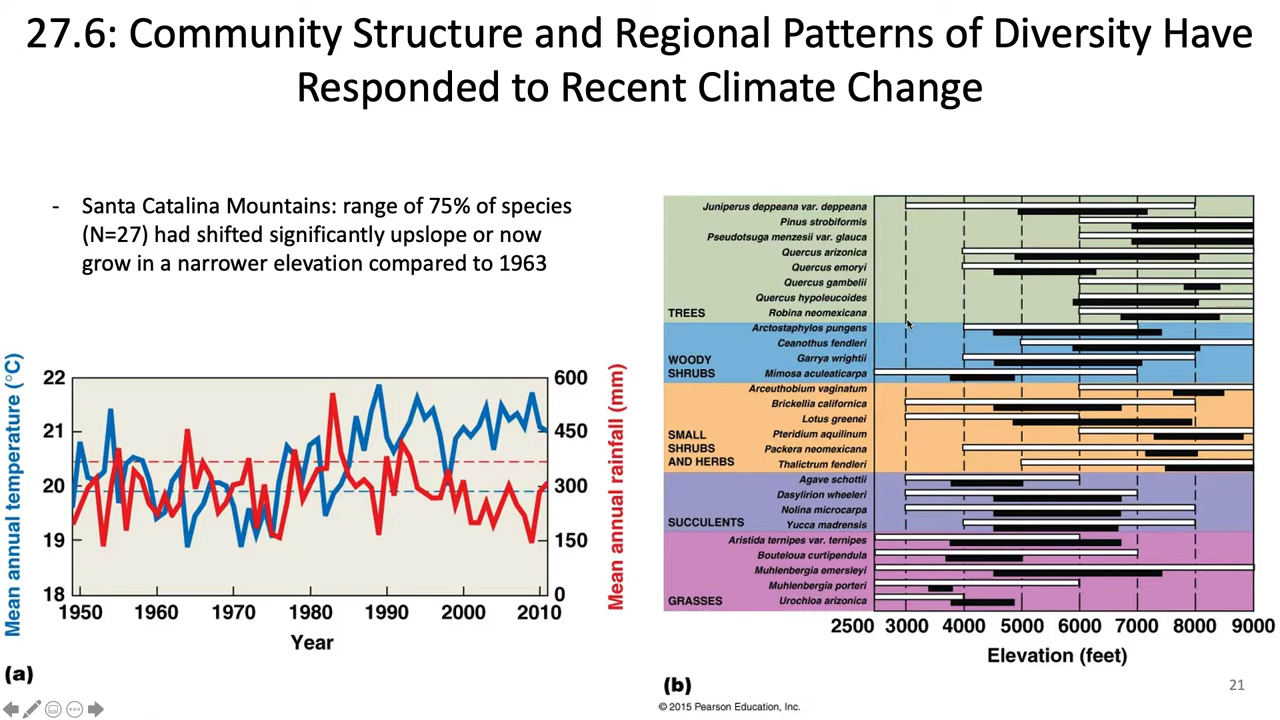 27.6: Community Structure and Regional Patterns of Diversity Have
Responded to Recent Climate Change
- Santa Catalina Mountains: range of 75% of species
(N=27) had shifted significantly upslope or now
grow in a narrower elevation compared to 1963
Mean annual temperature (°C)
22
21
20
19
18
600
450
300
150
0
Mean annual rainfall (mm)
1950 1960 1970 1980 1990 2000 2010
Year
(a)
Juniperus deppeana var. deppeana
Pinus strobiformis
Pseudotsuga menzesii var. glauca
Quercus arizonica
Quercus emoryi
Quercus gambelii
Quercus hypoleucoides
TREES Robina neomexicana
Arctostaphylos pungens
Ceanothus fendleri
WOODY Garrya wrightii
SHRUBS Mimosa aculeaticarpa
Arceuthobium vaginatum
Brickellia californica
Lotus greenei
SMALL Pteridium aquilinum
SHRUBS Packera neomexicana
AND HERBS Thalictrum fendleri
Agave schottii
Dasylirion wheeleri
Nolina microcarpa
SUCCULENTS Yucca madrensis
Aristida ternipes var. ternipes
Bouteloua curtipendula
Muhlenbergia emersleyi
Muhlenbergia porteri
GRASSES Urochloa arizonica
2500 3000 4000 5000 6000 7000 8000 9000
Elevation (feet)
(b)
21
© 2015 Pearson Education, Inc.